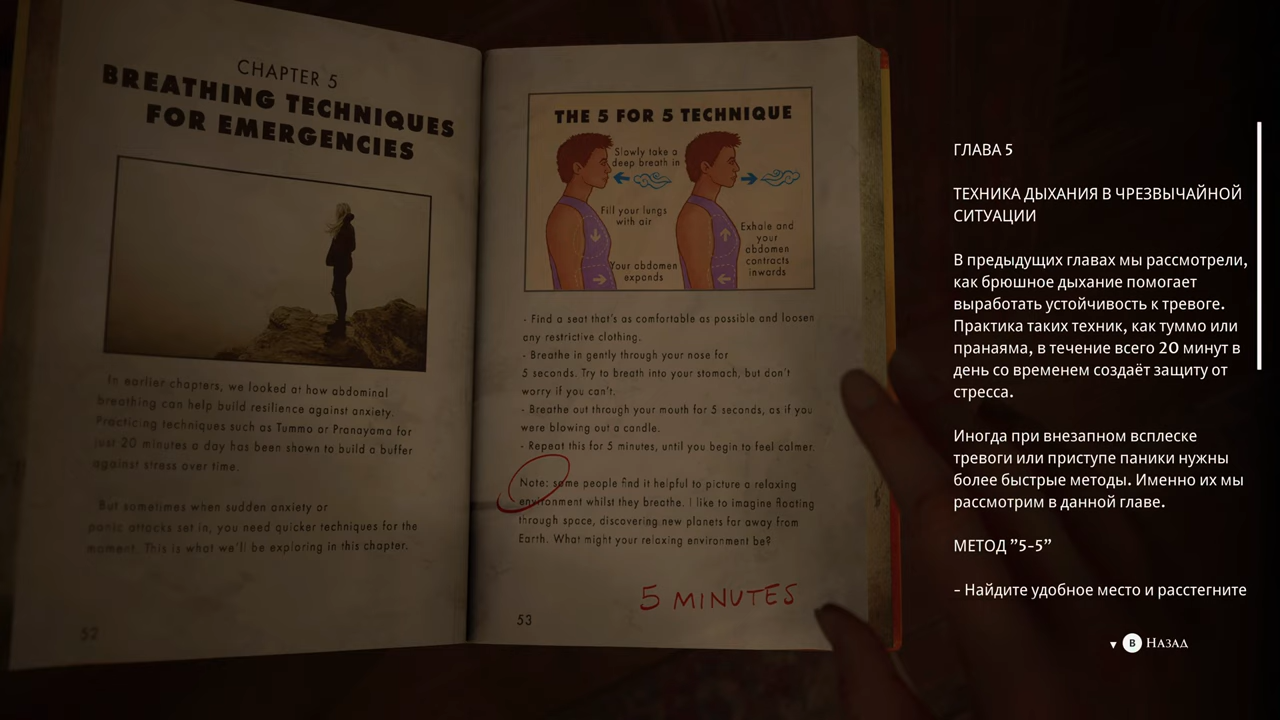 CHAPTER 5
BREATHING TECHNIQUES
FOR EMERGENCIES
In earlier chapters, we looked at how abdominal
breathing can help build resilience against anxiety.
Practicing techniques such as Tummo or Pranayama for
just 20 minutes a day has been shown to build a buffer
against stress over time.
But sometimes when sudden anxiety or
panic attacks set in, you need quicker techniques for the
moment. This is what we'll be exploring in this chapter.
52
THE 5 FOR 5 TECHNIQUE
Slowly take a
deep breath in
Fill your lungs
with air
Your abdomen
expands
Exhale and
your
abdomen
contracts
inwards
- Find a seat that's as comfortable as possible and loosen
any restrictive clothing.
- Breathe in gently through your nose for
5 seconds. Try to breath into your stomach, but don't
worry if you can't.
- Breathe out through your mouth for 5 seconds, as if you
were blowing out a candle.
- Repeat this for 5 minutes, until you begin to feel calmer.
Note: some people find it helpful to picture a relaxing
environment whilst they breathe. I like to imagine floating
through space, discovering new planets far away from
Earth. What might your relaxing environment be?
5 MINUTES
53
ГЛАВА 5
ТЕХНИКА ДЫХАНИЯ В ЧРЕЗВЫЧАЙНОЙ
СИТУАЦИИ
В предыдущих главах мы рассмотрели,
как брюшное дыхание помогает
выработать устойчивость к тревоге.
Практика таких техник, как туммо или
пранаяма, в течение всего 20 минут в
день со временем создаёт защиту от
стресса.
Иногда при внезапном всплеске
тревоги или приступе паники нужны
более быстрые методы. Именно их мы
рассмотрим в данной главе.
МЕТОД ”5-5”
- Найдите удобное место и расстегните
B НАЗАД